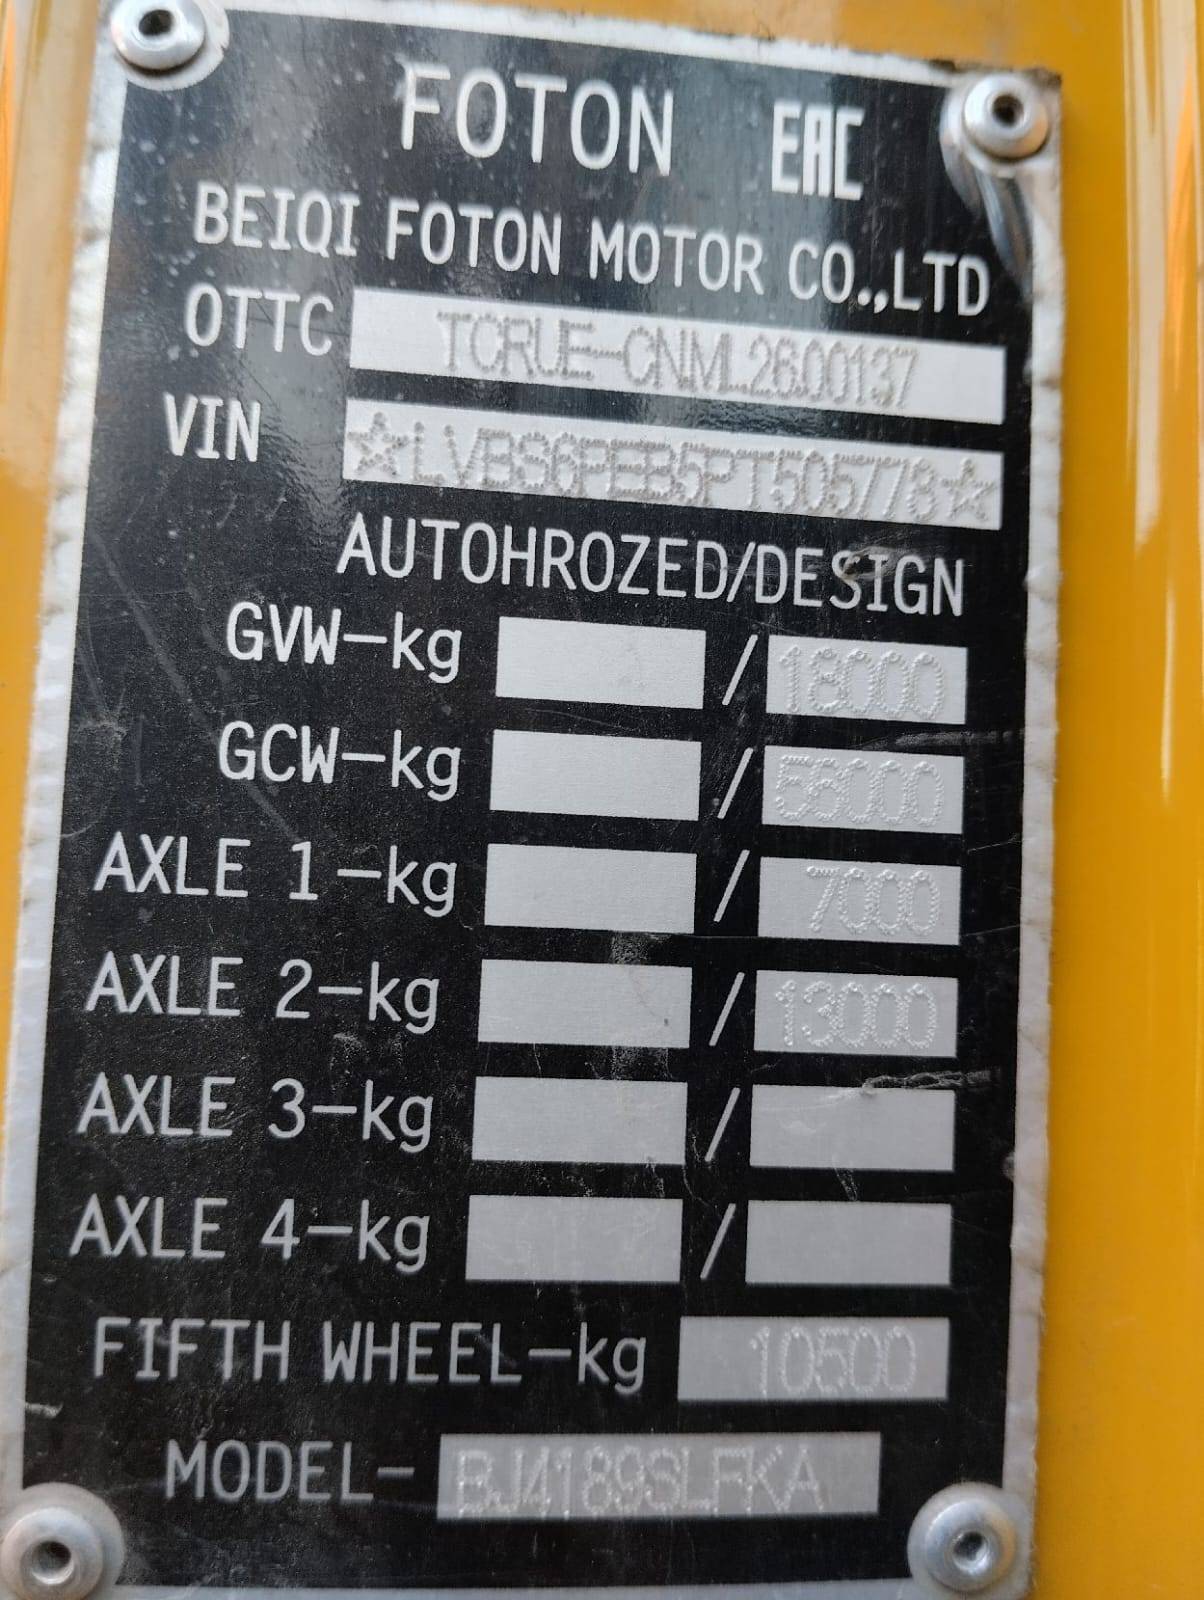 FOTON EAC
BEIQI FOTON MOTOR CO.,LTD
OTTC TCRUE-CNM.26.00137
VIN ☆LVBS6PEB5PT505778☆
AUTOHROZED/DESIGN
GVW-kg / 18000
GCW-kg / 56000
AXLE 1-kg / 7000
AXLE 2-kg / 13000
AXLE 3-kg /
AXLE 4-kg /
FIFTH WHEEL-kg 10500
MODEL- BJ4189SLFKA